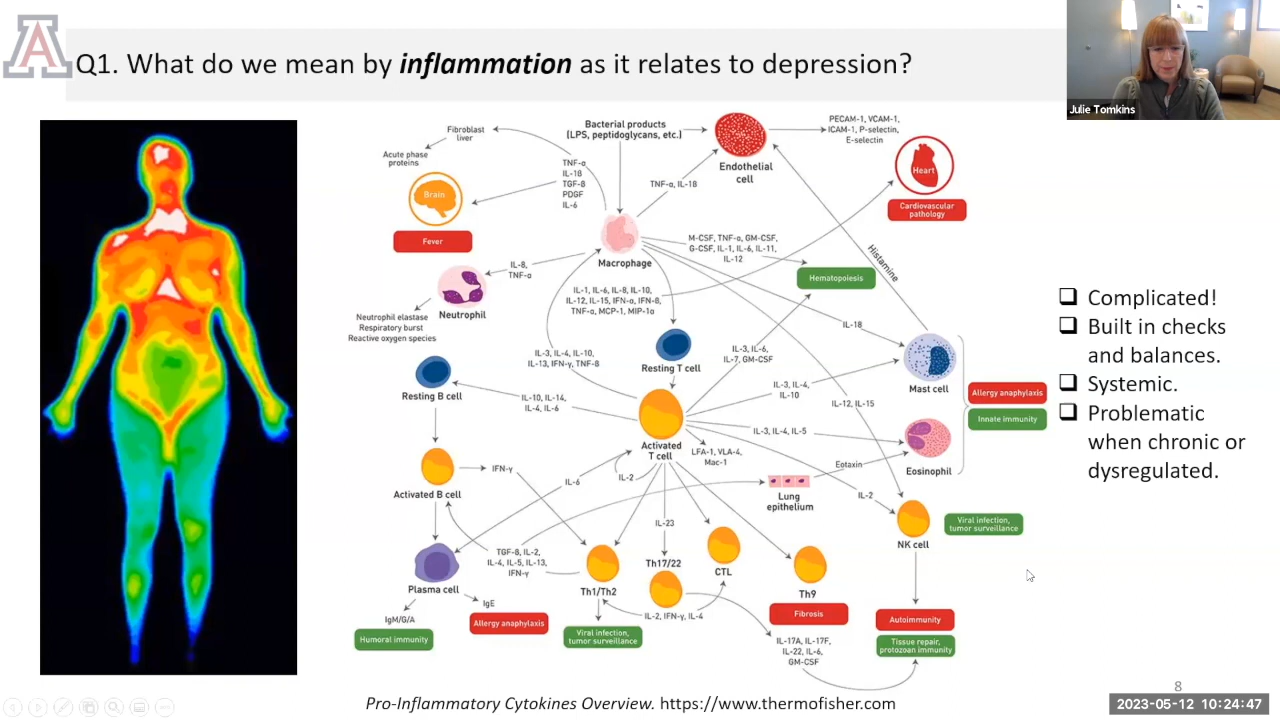 A
Q1. What do we mean by inflammation as it relates to depression?
Julie Tomkins
Fibroblast
liver
Acute phase
proteins
Bacterial products
(LPS, peptidoglycans, etc.)
TNF-α
IL-1ß
TGF-ß
PDGF
IL-6
Endothelial
cell
PECAM-1, VCAM-1,
ICAM-1, P-selectin,
E-selectin
Brain
Fever
TNF-α, IL-1ß
Heart
Cardiovascular
pathology
Macrophage
M-CSF, TNF-α, GM-CSF,
G-CSF, IL-1, IL-6, IL-11,
IL-12
Hematopoiesis
Histamine
IL-8,
TNF-α
Neutrophil
Neutrophil elastase
Respiratory burst
Reactive oxygen species
IL-1, IL-6, IL-8, IL-10,
IL-12, IL-15, IFN-α, IFN-ß,
TNF-α, MCP-1, MIP-1α
IL-18
IL-3, IL-4, IL-10,
IL-13, IFN-γ, TNF-ß
Resting T cell
IL-3, IL-6,
IL-7, GM-CSF
Resting B cell
IL-10, IL-14,
IL-4, IL-6
IL-3, IL-4,
IL-10
Mast cell
Allergy anaphylaxis
Innate immunity
IL-12, IL-15
Activated
T cell
IL-3, IL-4, IL-5
LFA-1, VLA-4,
Mac-1
Eosinophil
Eotaxin
IL-2
IFN-γ
Activated B cell
IL-6
IL-2
Lung
epithelium
IL-23
NK cell
Viral infection,
tumor surveillance
Plasma cell
TGF-ß, IL-2,
IL-4, IL-5, IL-13,
IFN-γ
Th1/Th2
Th17/22
CTL
Th9
IgM/G/A
IgE
Humoral immunity
Allergy anaphylaxis
Viral infection,
tumor surveillance
IL-2, IFN-γ, IL-4
Fibrosis
IL-17A, IL-17F,
IL-22, IL-6,
GM-CSF
Autoimmunity
Tissue repair,
protozoan immunity
Complicated!
Built in checks
and balances.
Systemic.
Problematic
when chronic or
dysregulated.
Pro-Inflammatory Cytokines Overview. https://www.thermofisher.com
8
2023-05-12 10:24:47